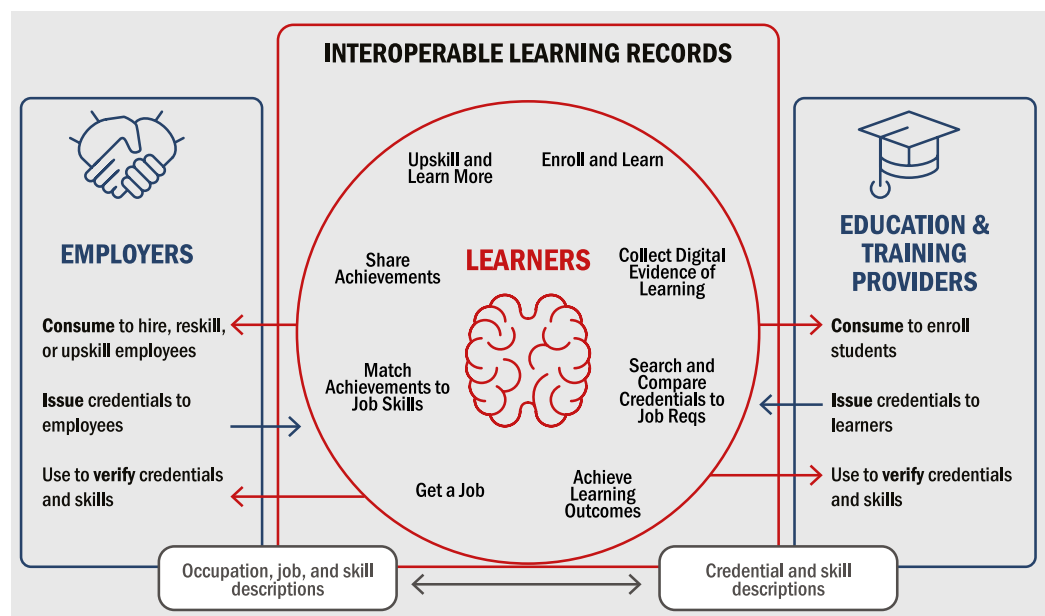 INTEROPERABLE LEARNING RECORDS
EMPLOYERS
Consume to hire, reskill,
or upskill employees
Issue credentials to
employees
Use to verify credentials
and skills
Upskill and
Learn More
Enroll and Learn
Share
Achievements
LEARNERS
Collect Digital
Evidence of
Learning
Match
Achievements to
Job Skills
Search and
Compare
Credentials to
Job Reqs
Get a Job
Achieve
Learning
Outcomes
EDUCATION &
TRAINING
PROVIDERS
Consume to enroll
students
Issue credentials to
learners
Use to verify credentials
and skills
Occupation, job, and skill
descriptions
Credential and skill
descriptions